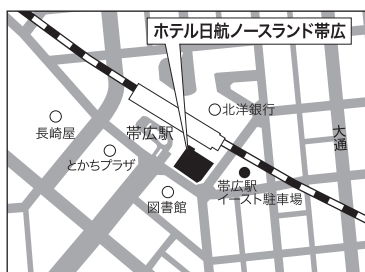 ホテル日航ノースランド帯広
北洋銀行
長崎屋
帯広駅
大通
とかちプラザ
図書館
帯広駅
イースト駐車場